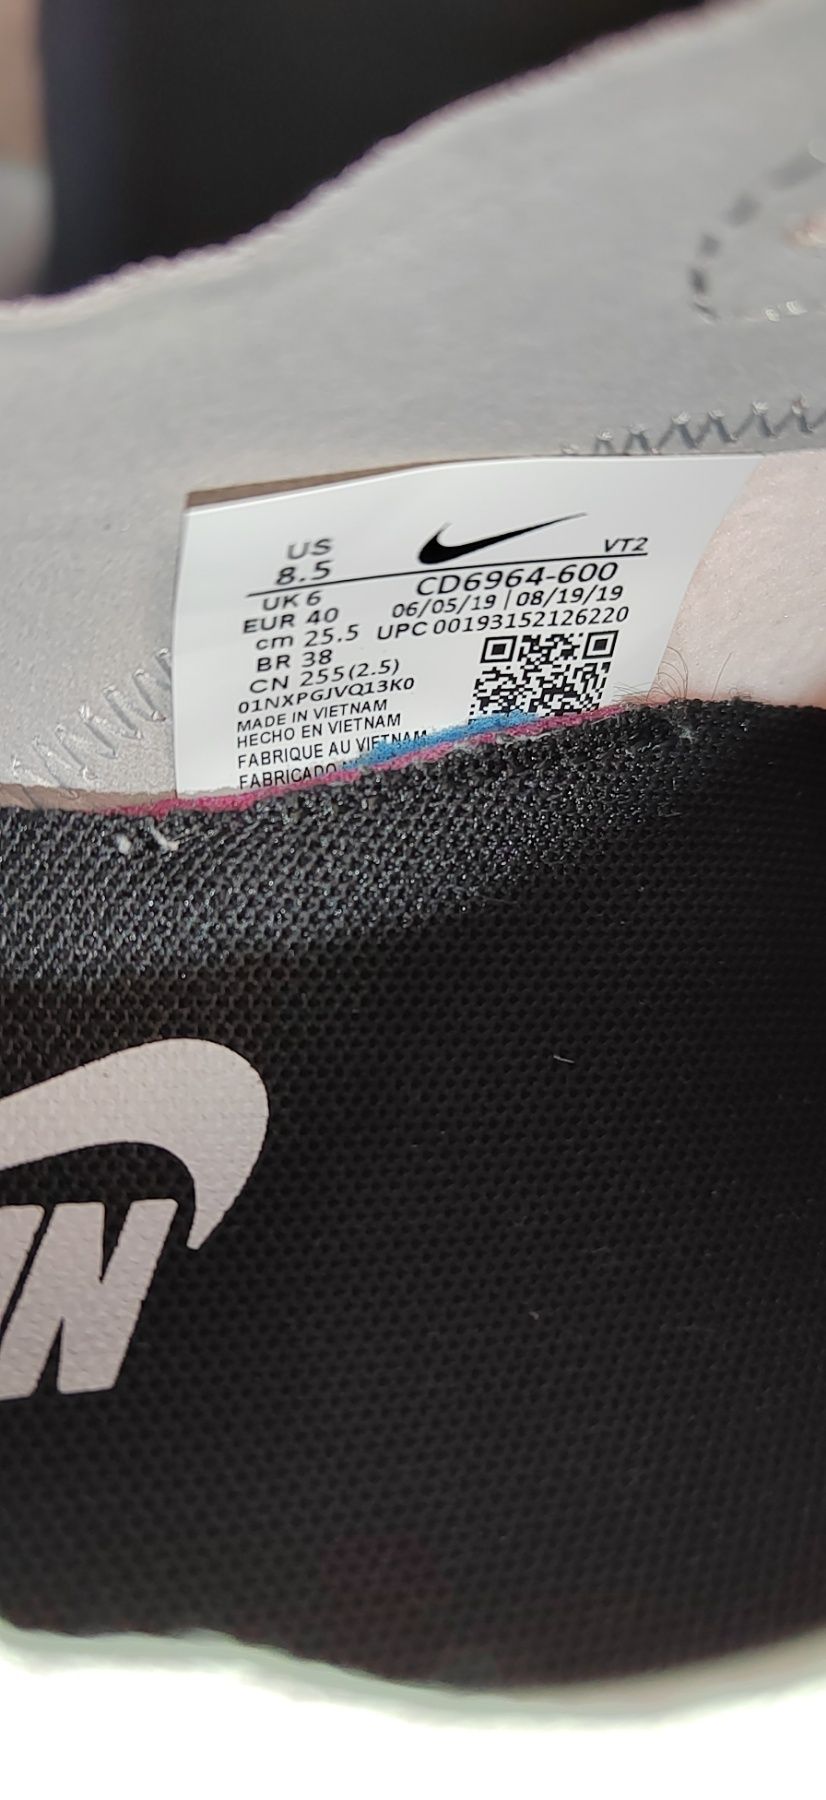 US
8.5
VT2
UK 6
EUR 40
cm 25.5
BR 38
CN 255(2.5)
01NXPGJVQ13K0
MADE IN VIETNAM
HECHO EN VIETNAM
FABRIQUE AU VIETNAM
FABRICADO
CD6964-600
06/05/19 | 08/19/19
UPC 00193152126220